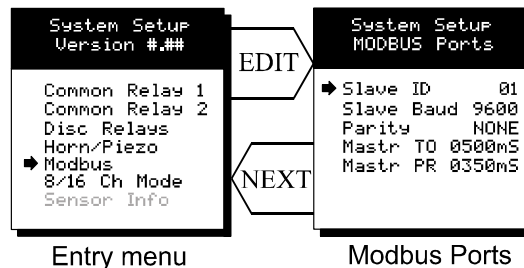 System Setup
Version #.##
Common Relay 1
Common Relay 2
Disc Relays
Horn/Piezo
Modbus
8/16 Ch Mode
Sensor Info
Entry menu
EDIT
NEXT
System Setup
MODBUS Ports
Slave ID 01
Slave Baud 9600
Parity NONE
Mastr TO 0500mS
Mastr PR 0350mS
Modbus Ports